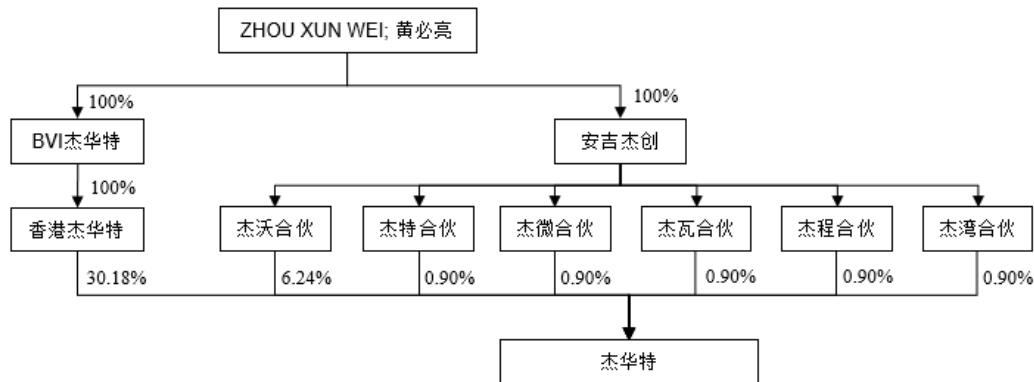 ZHOU XUN WEI; 黄必亮
100% 100%
BVI杰华特 安吉杰创
100%
香港杰华特 杰沃合伙 杰特合伙 杰微合伙 杰瓦合伙 杰程合伙 杰湾合伙
30.18% 6.24% 0.90% 0.90% 0.90% 0.90% 0.90%
杰华特